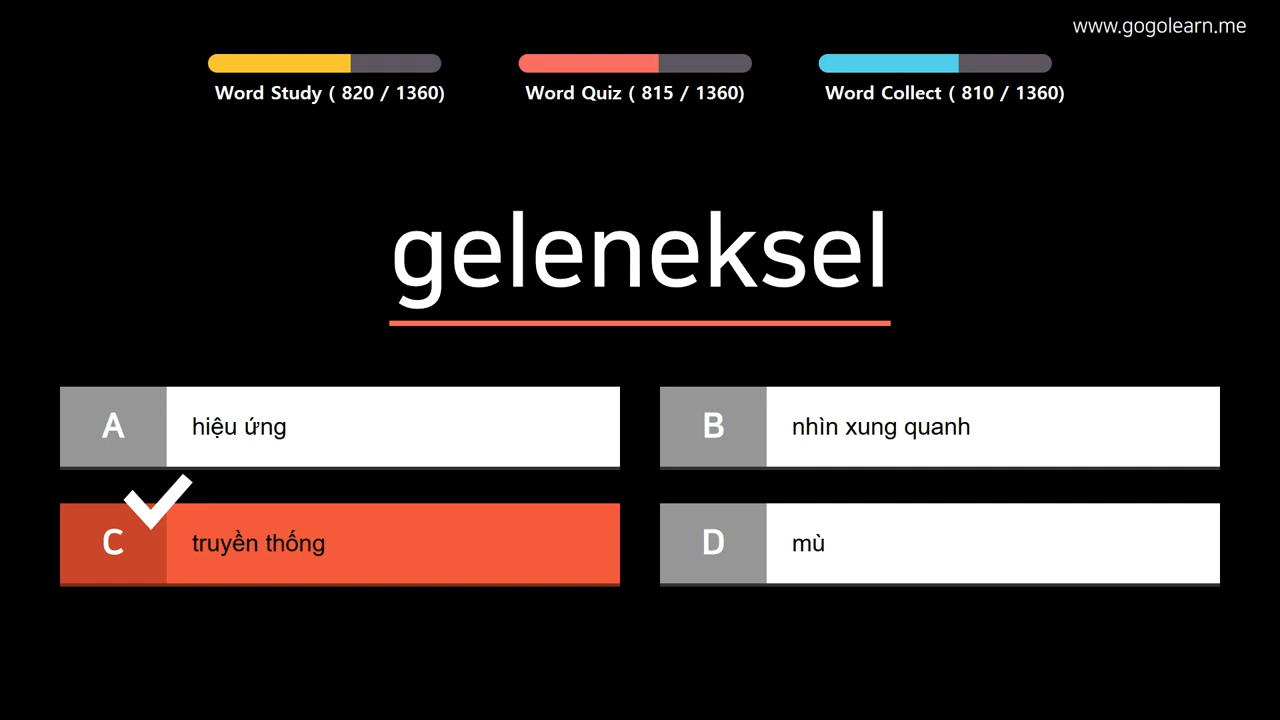 www.gogolearn.me
Word Study ( 820 / 1360)
Word Quiz ( 815 / 1360)
Word Collect ( 810 / 1360)
geleneksel
A
hiệu ứng
B
nhìn xung quanh
C
truyền thống
D
mù